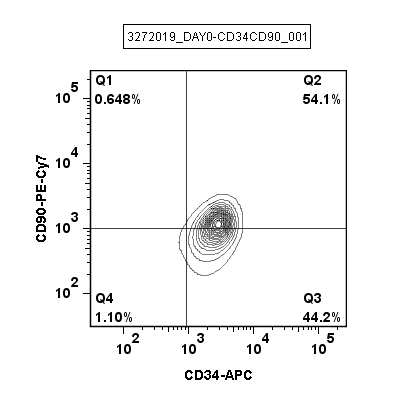 3272019_DAY0-CD34CD90_001
Q1
0.648%
Q2
54.1%
10^5
10^4
10^3
10^2
CD90-PE-Cy7
Q4
1.10%
Q3
44.2%
10^2
10^3
10^4
10^5
CD34-APC